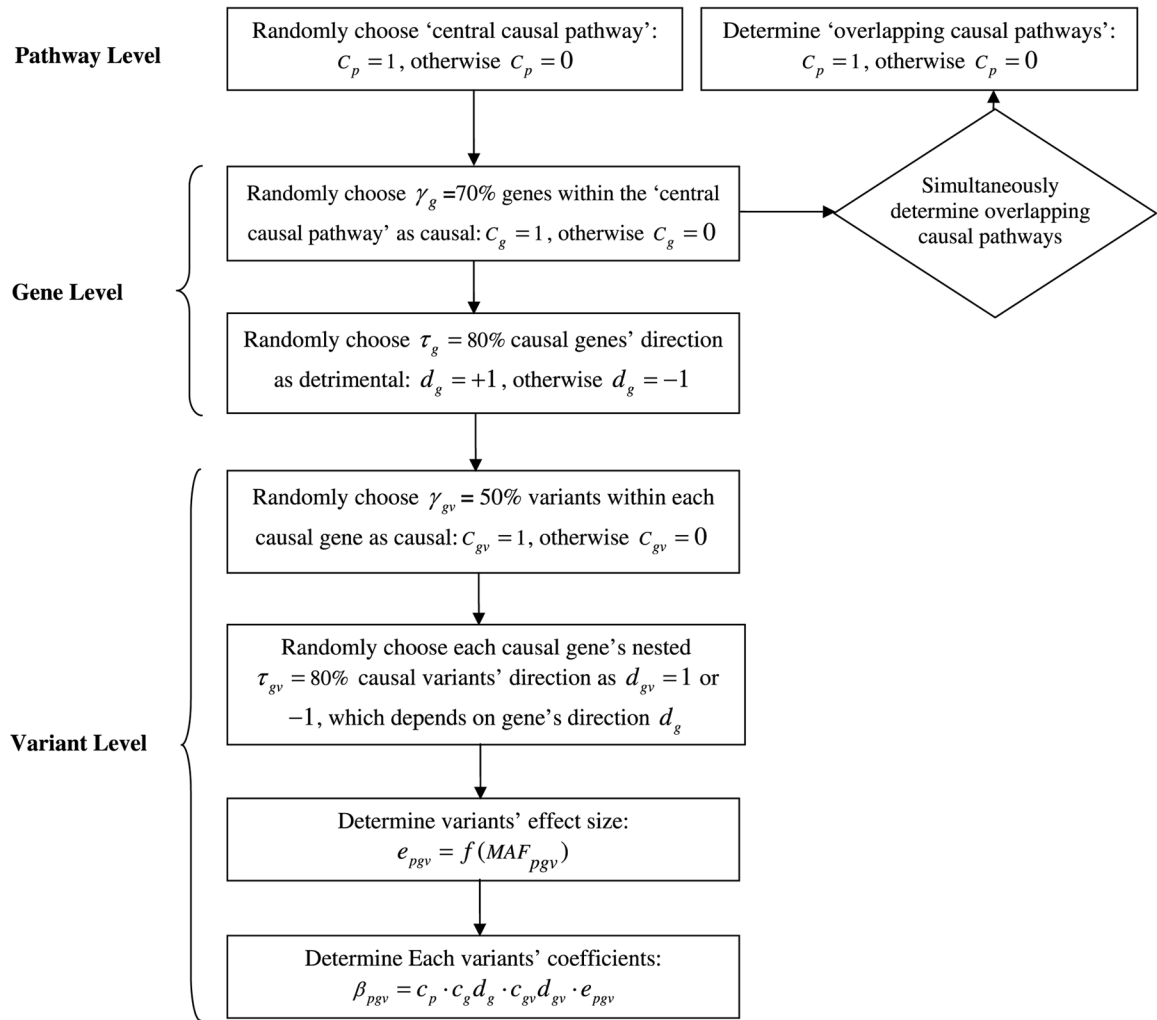 Pathway Level
Randomly choose ‘central causal pathway’:
C_p = 1, otherwise C_p = 0
Determine ‘overlapping causal pathways’:
C_p = 1, otherwise C_p = 0
Simultaneously
determine overlapping
causal pathways
Gene Level
Randomly choose γ_g =70% genes within the ‘central
causal pathway’ as causal: C_g = 1, otherwise C_g = 0
Randomly choose τ_g = 80% causal genes’ direction
as detrimental: d_g = +1, otherwise d_g = −1
Variant Level
Randomly choose γ_gv = 50% variants within each
causal gene as causal: C_gv = 1, otherwise C_gv = 0
Randomly choose each causal gene’s nested
τ_gv = 80% causal variants’ direction as d_gv = 1 or
−1, which depends on gene’s direction d_g
Determine variants’ effect size:
e_pgv = f(MAF_pgv)
Determine Each variants’ coefficients:
β_pgv = c_p · c_g d_g · c_gv d_gv · e_pgv